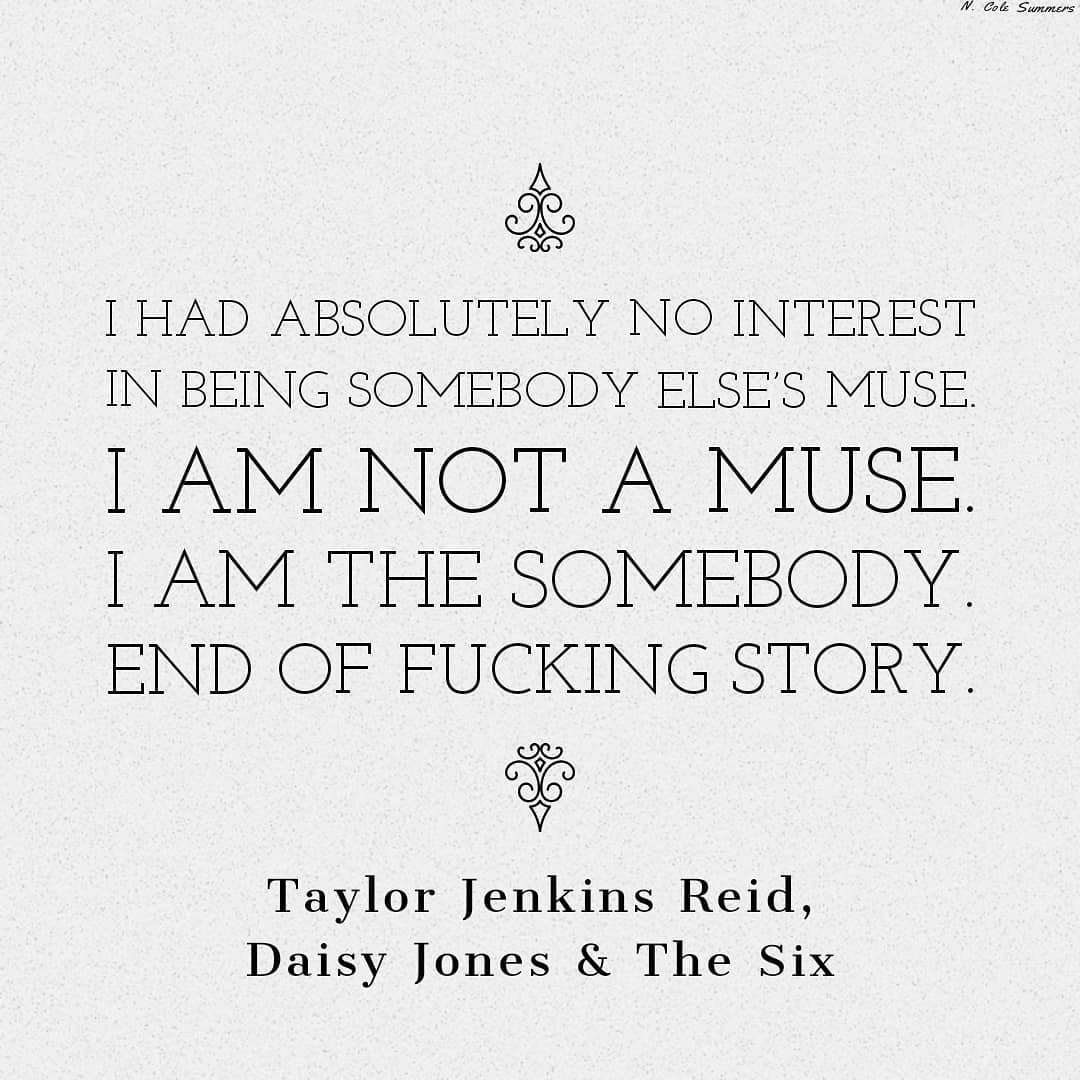 N. Cole Summers
I HAD ABSOLUTELY NO INTEREST
IN BEING SOMEBODY ELSE’S MUSE.
I AM NOT A MUSE.
I AM THE SOMEBODY.
END OF FUCKING STORY.
Taylor Jenkins Reid,
Daisy Jones & The Six